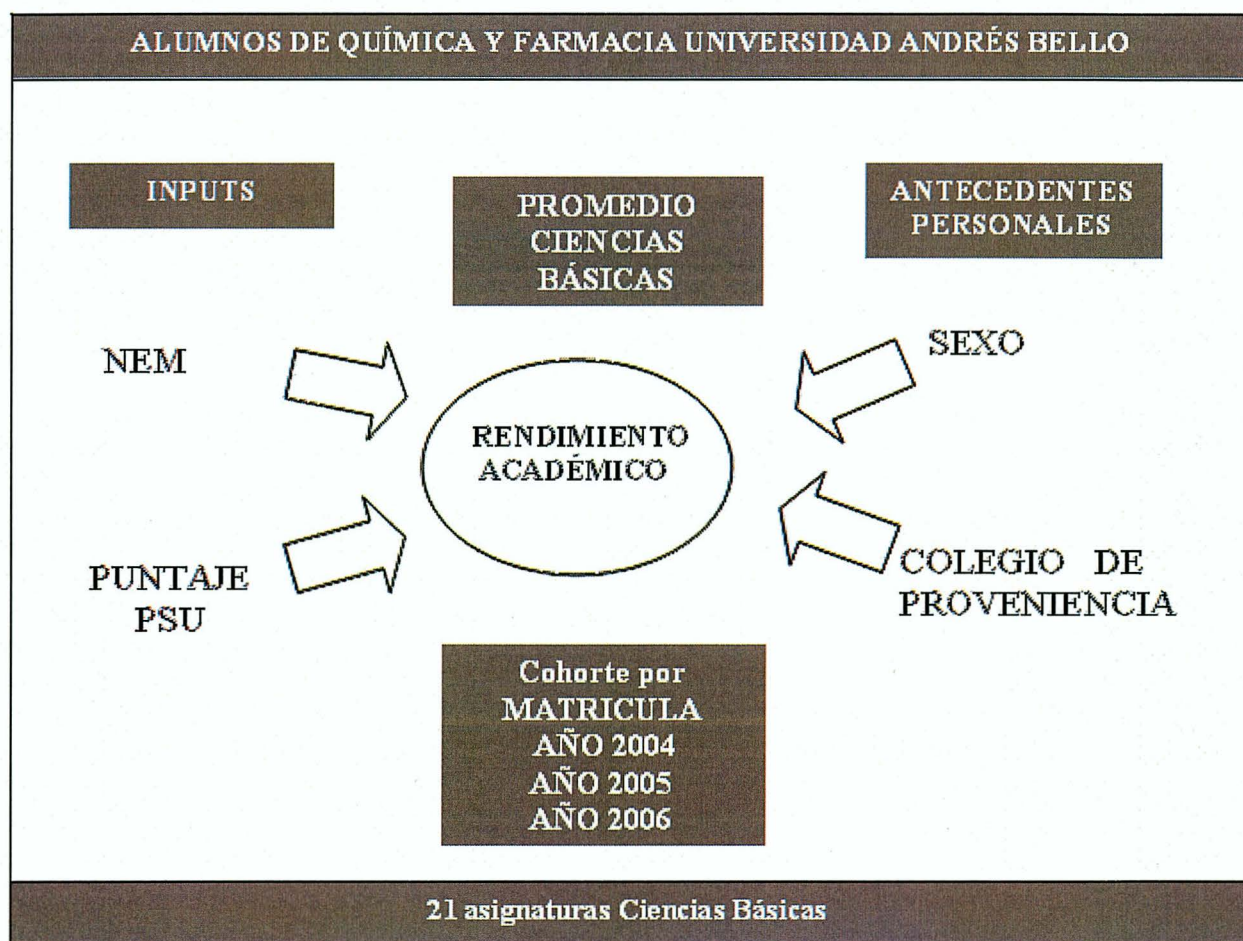 ALUMNOS DE QUÍMICA Y FARMACIA UNIVERSIDAD ANDRÉS BELLO
INPUTS
PROMEDIO
CIENCIAS
BÁSICAS
ANTECEDENTES
PERSONALES
NEM
SEXO
RENDIMIENTO
ACADÉMICO
PUNTAJE
PSU
COLEGIO DE
PROVENIENCIA
Cohorte por
MATRICULA
AÑO 2004
AÑO 2005
AÑO 2006
21 asignaturas Ciencias Básicas